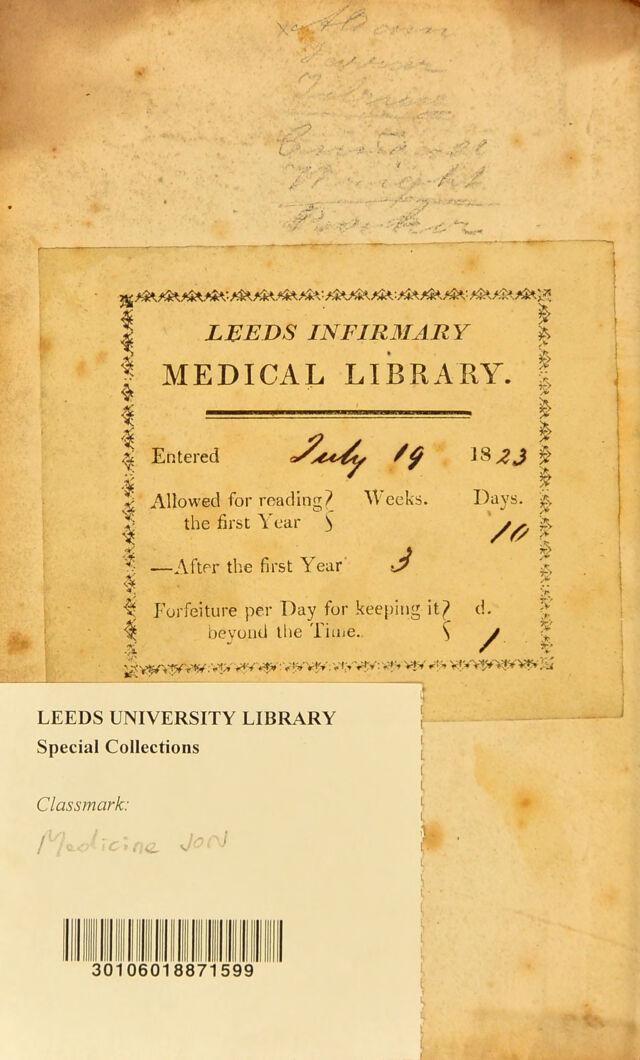 Wright
LEEDS INFIRMARY
MEDICAL LIBRARY.
Entered July 19 1823
Allowed for reading } Weeks. Days.
the first Year 10
—After the first Year 3
Forfeiture per Day for keeping it } d.
beyond the Time. 1
LEEDS UNIVERSITY LIBRARY
Special Collections
Classmark:
Medicine JON
30106018871599